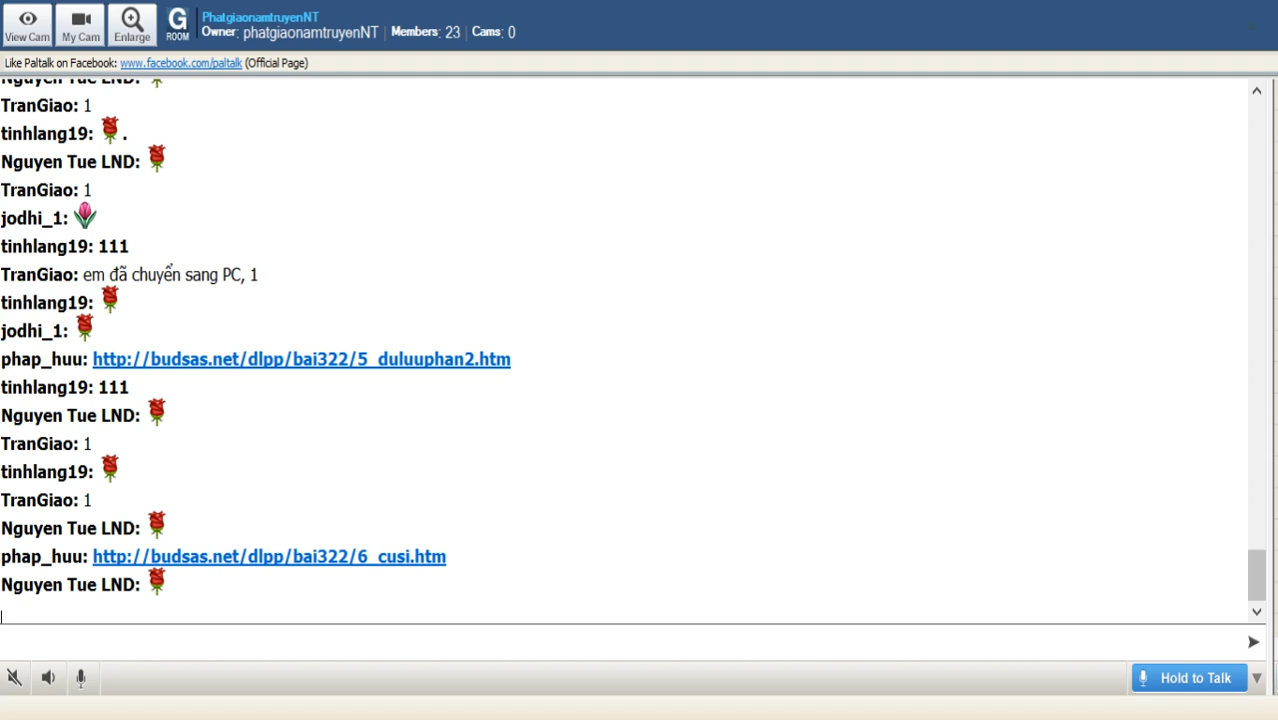 View Cam
My Cam
Enlarge
G
ROOM
PhatgiaonamtruyenNT
Owner: phatgiaonamtruyenNT | Members: 23 | Cams: 0
Like Paltalk on Facebook: www.facebook.com/paltalk (Official Page)
Nguyen Tue LND:
TranGiao: 1
tinhlang19: .
Nguyen Tue LND:
TranGiao: 1
jodhi_1:
tinhlang19: 111
TranGiao: em đã chuyển sang PC, 1
tinhlang19:
jodhi_1:
phap_huu: http://budsas.net/dlpp/bai322/5_duluuphan2.htm
tinhlang19: 111
Nguyen Tue LND:
TranGiao: 1
tinhlang19:
TranGiao: 1
Nguyen Tue LND:
phap_huu: http://budsas.net/dlpp/bai322/6_cusi.htm
Nguyen Tue LND:
Hold to Talk